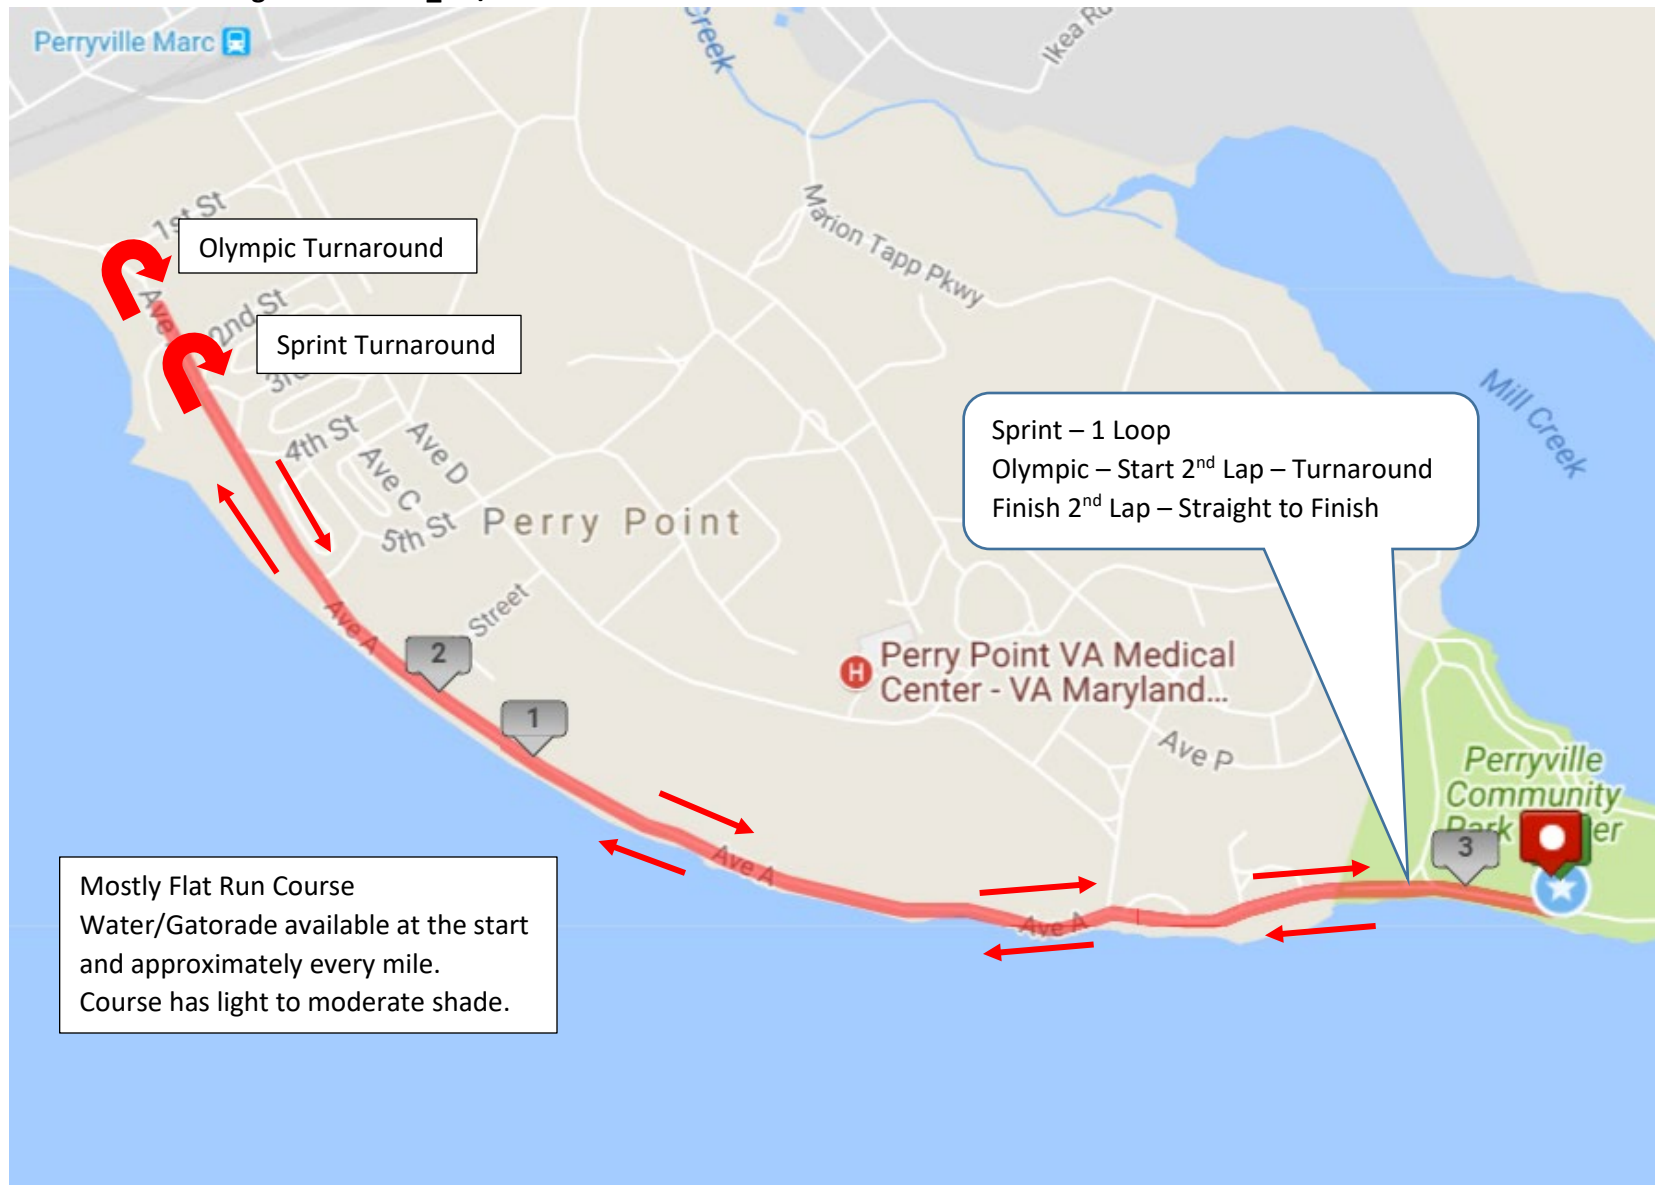 Perryville Marc
Creek
Ikea Rd
1st St
Olympic Turnaround
Marion Tapp Pkwy
Ave
2nd St
Sprint Turnaround
3rd
Mill Creek
4th St
Ave D
Ave C
5th St
Perry Point
Sprint – 1 Loop
Olympic – Start 2nd Lap – Turnaround
Finish 2nd Lap – Straight to Finish
Street
Ave A
2
1
H
Perry Point VA Medical
Center - VA Maryland...
Ave P
Perryville
Community
Park
er
3
Ave A
Ave A
Mostly Flat Run Course
Water/Gatorade available at the start
and approximately every mile.
Course has light to moderate shade.